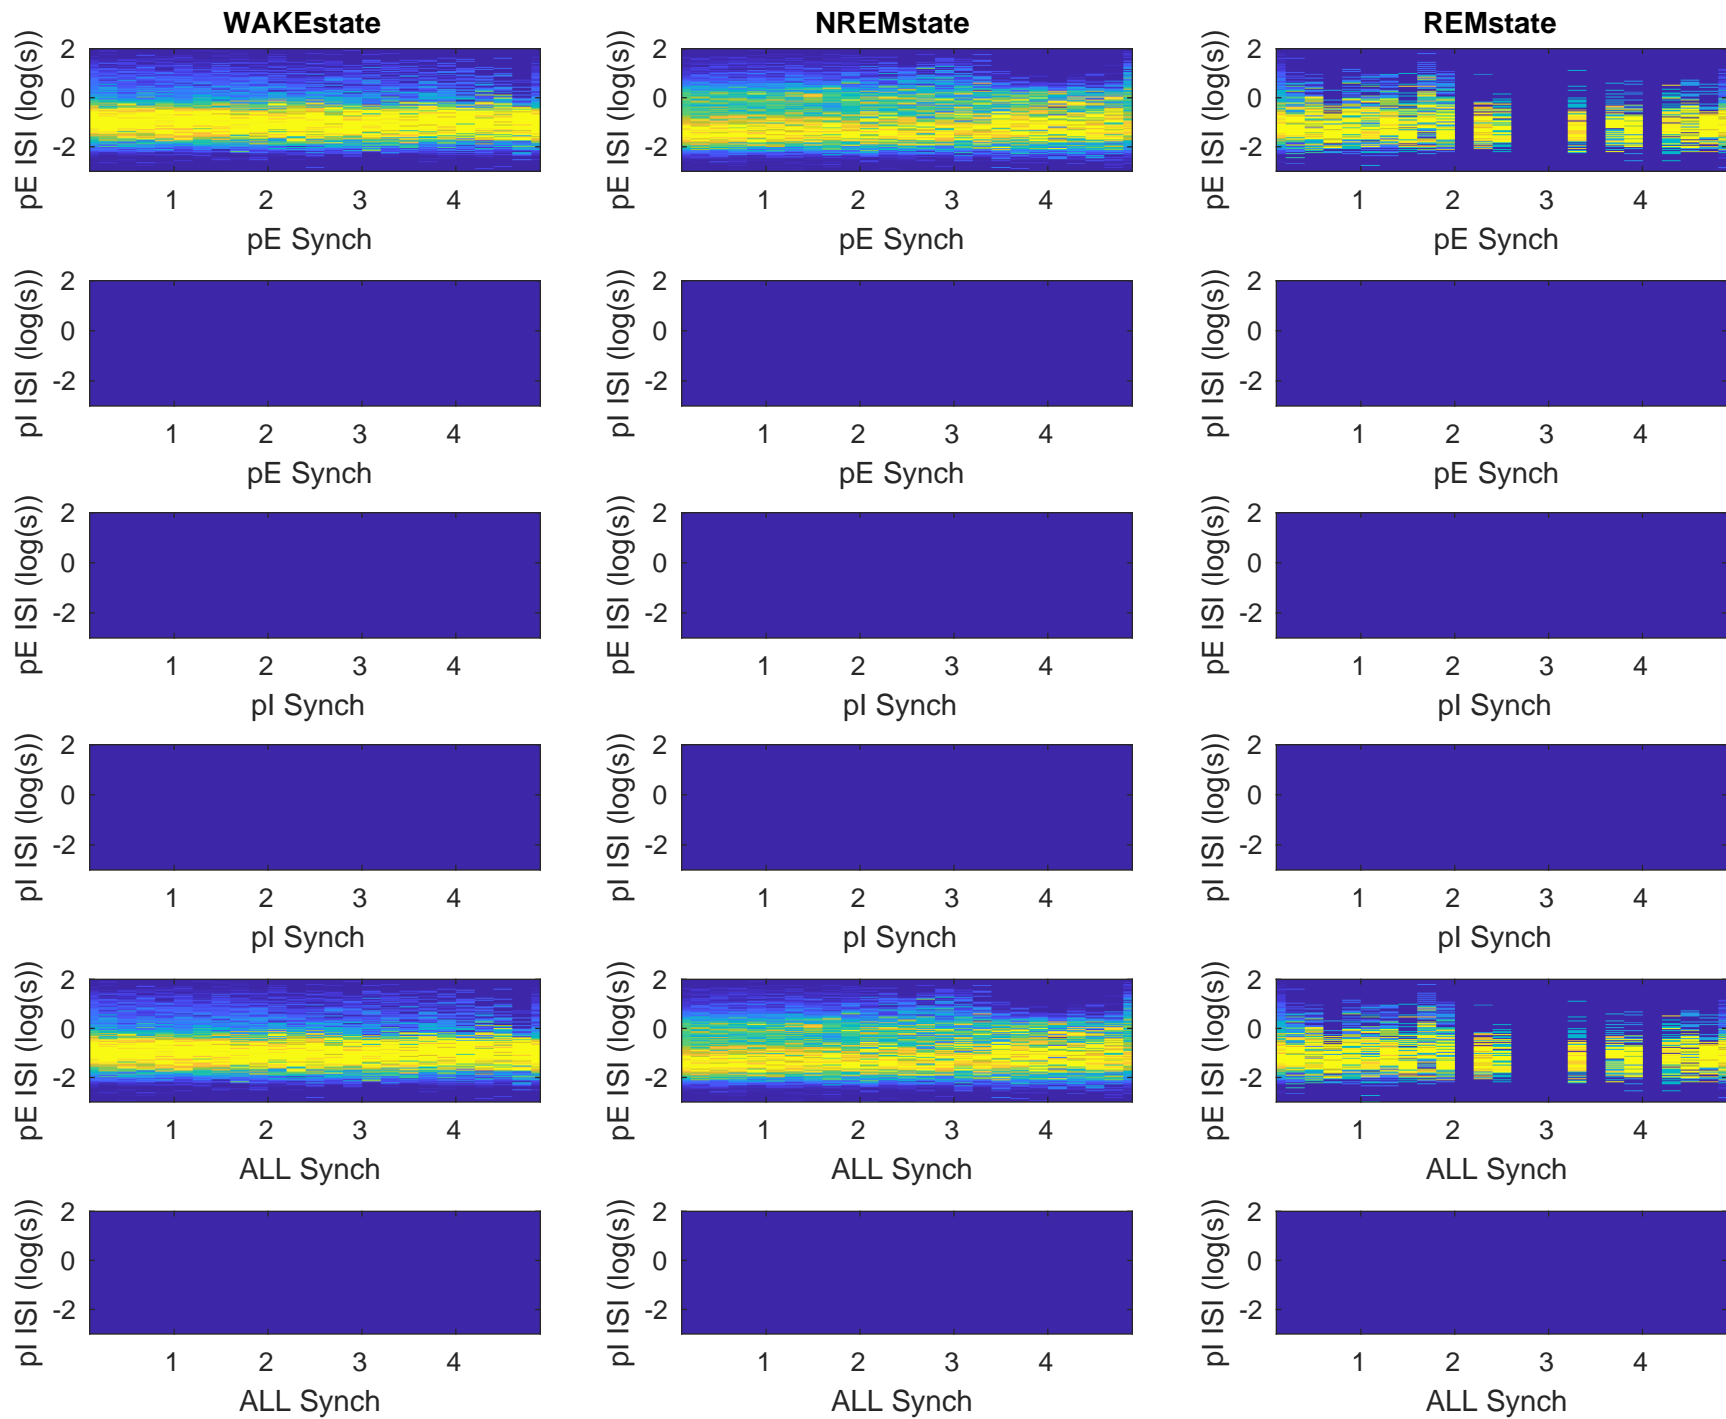 WAKEstate NREMstate REMstate
pE ISI (log(s)) 2 0 -2 pE ISI (log(s)) 2 0 -2 pE ISI (log(s)) 2 0 -2
1 2 3 4 1 2 3 4 1 2 3 4
pE Synch pE Synch pE Synch
pI ISI (log(s)) 2 0 -2 pI ISI (log(s)) 2 0 -2 pI ISI (log(s)) 2 0 -2
1 2 3 4 1 2 3 4 1 2 3 4
pE Synch pE Synch pE Synch
pE ISI (log(s)) 2 0 -2 pE ISI (log(s)) 2 0 -2 pE ISI (log(s)) 2 0 -2
1 2 3 4 1 2 3 4 1 2 3 4
pI Synch pI Synch pI Synch
pI ISI (log(s)) 2 0 -2 pI ISI (log(s)) 2 0 -2 pI ISI (log(s)) 2 0 -2
1 2 3 4 1 2 3 4 1 2 3 4
pI Synch pI Synch pI Synch
pE ISI (log(s)) 2 0 -2 pE ISI (log(s)) 2 0 -2 pE ISI (log(s)) 2 0 -2
1 2 3 4 1 2 3 4 1 2 3 4
ALL Synch ALL Synch ALL Synch
pI ISI (log(s)) 2 0 -2 pI ISI (log(s)) 2 0 -2 pI ISI (log(s)) 2 0 -2
1 2 3 4 1 2 3 4 1 2 3 4
ALL Synch ALL Synch ALL Synch